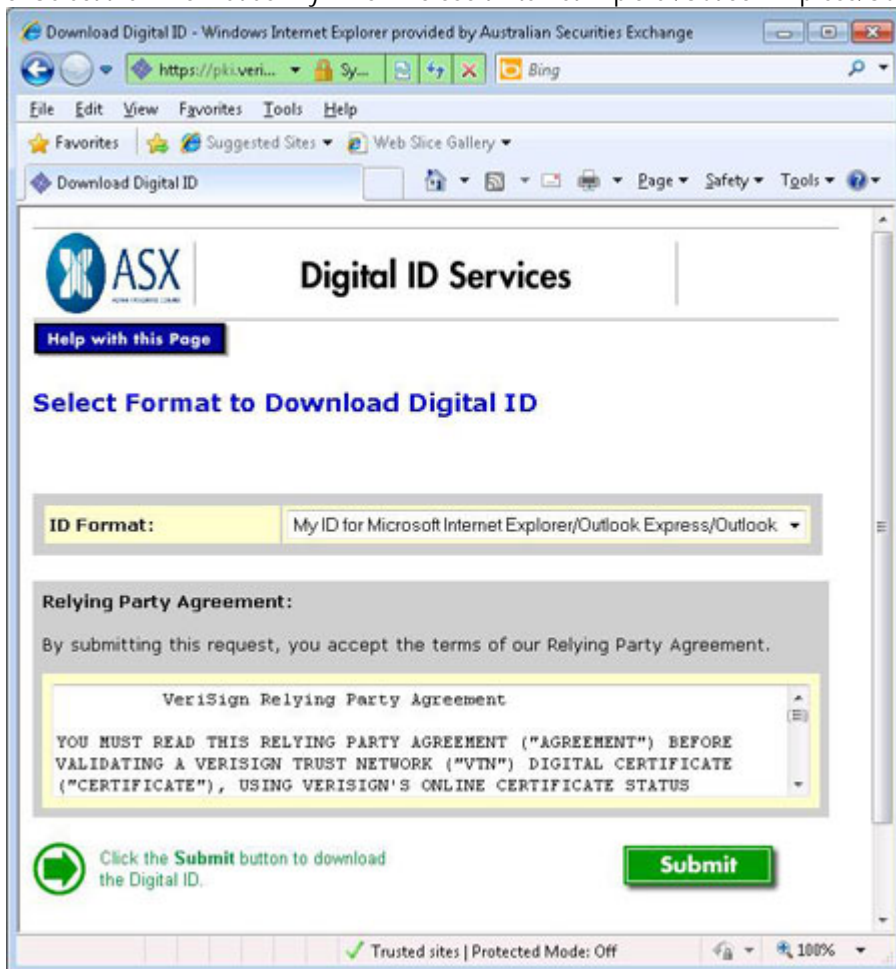 Download Digital ID - Windows Internet Explorer provided by Australian Securities Exchange
https://pki.veri... Sy... Bing
File Edit View Favorites Tools Help
Favorites Suggested Sites Web Slice Gallery
Download Digital ID Page Safety Tools
ASX Digital ID Services
Help with this Page
Select Format to Download Digital ID
ID Format: My ID for Microsoft Internet Explorer/Outlook Express/Outlook
Relying Party Agreement:
By submitting this request, you accept the terms of our Relying Party Agreement.
VeriSign Relying Party Agreement
YOU MUST READ THIS RELYING PARTY AGREEMENT ("AGREEMENT") BEFORE
VALIDATING A VERISIGN TRUST NETWORK ("VTN") DIGITAL CERTIFICATE
("CERTIFICATE"), USING VERISIGN'S ONLINE CERTIFICATE STATUS
Click the Submit button to download
the Digital ID.
Submit
Trusted sites | Protected Mode: Off 100%